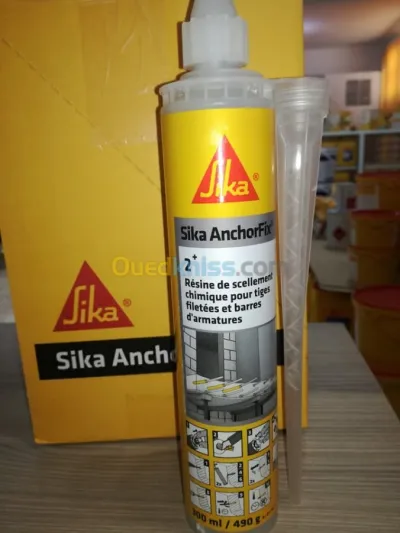 Sika®
Sika AnchorFix®
2+
Résine de scellement
chimique pour tiges
filetées et barres
d'armatures
300 ml / 490 g
Sika®
Sika Ancho
Ouedkniss.com